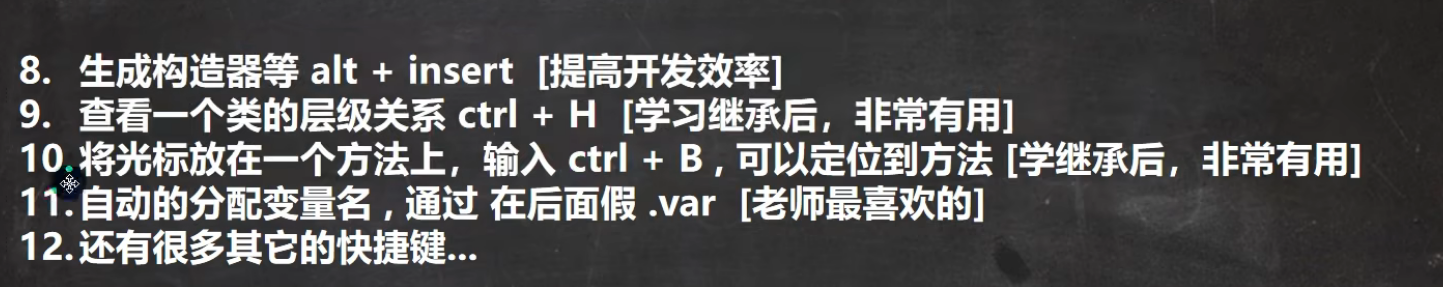 8. 生成构造器等 alt + insert [提高开发效率]
9. 查看一个类的层级关系 ctrl + H [学习继承后，非常有用]
10.将光标放在一个方法上，输入 ctrl + B , 可以定位到方法 [学继承后，非常有用]
11.自动的分配变量名 , 通过 在后面假 .var [老师最喜欢的]
12.还有很多其它的快捷键...